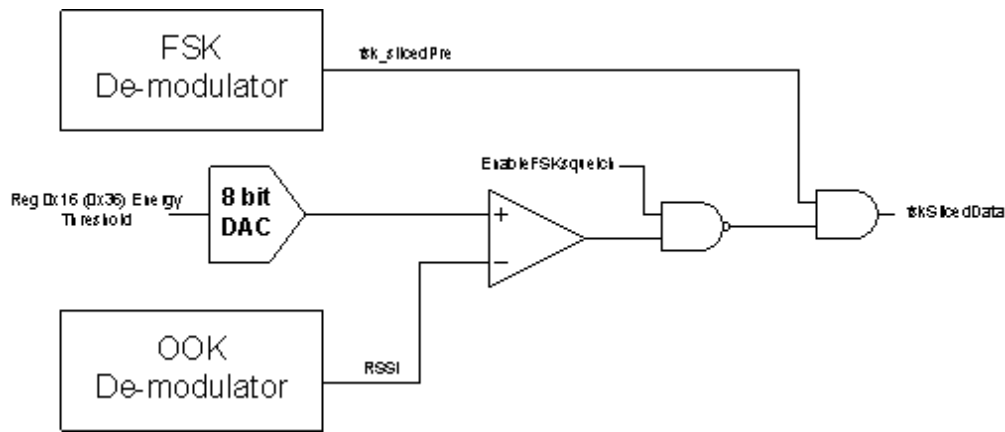 FSK
De-modulator
fsk_slicedPre
EnableFSKsquelch
Reg 0x16 (0x36) Energy
Threshold
8 bit
DAC
+
−
fskSlicedData
OOK
De-modulator
RSSI